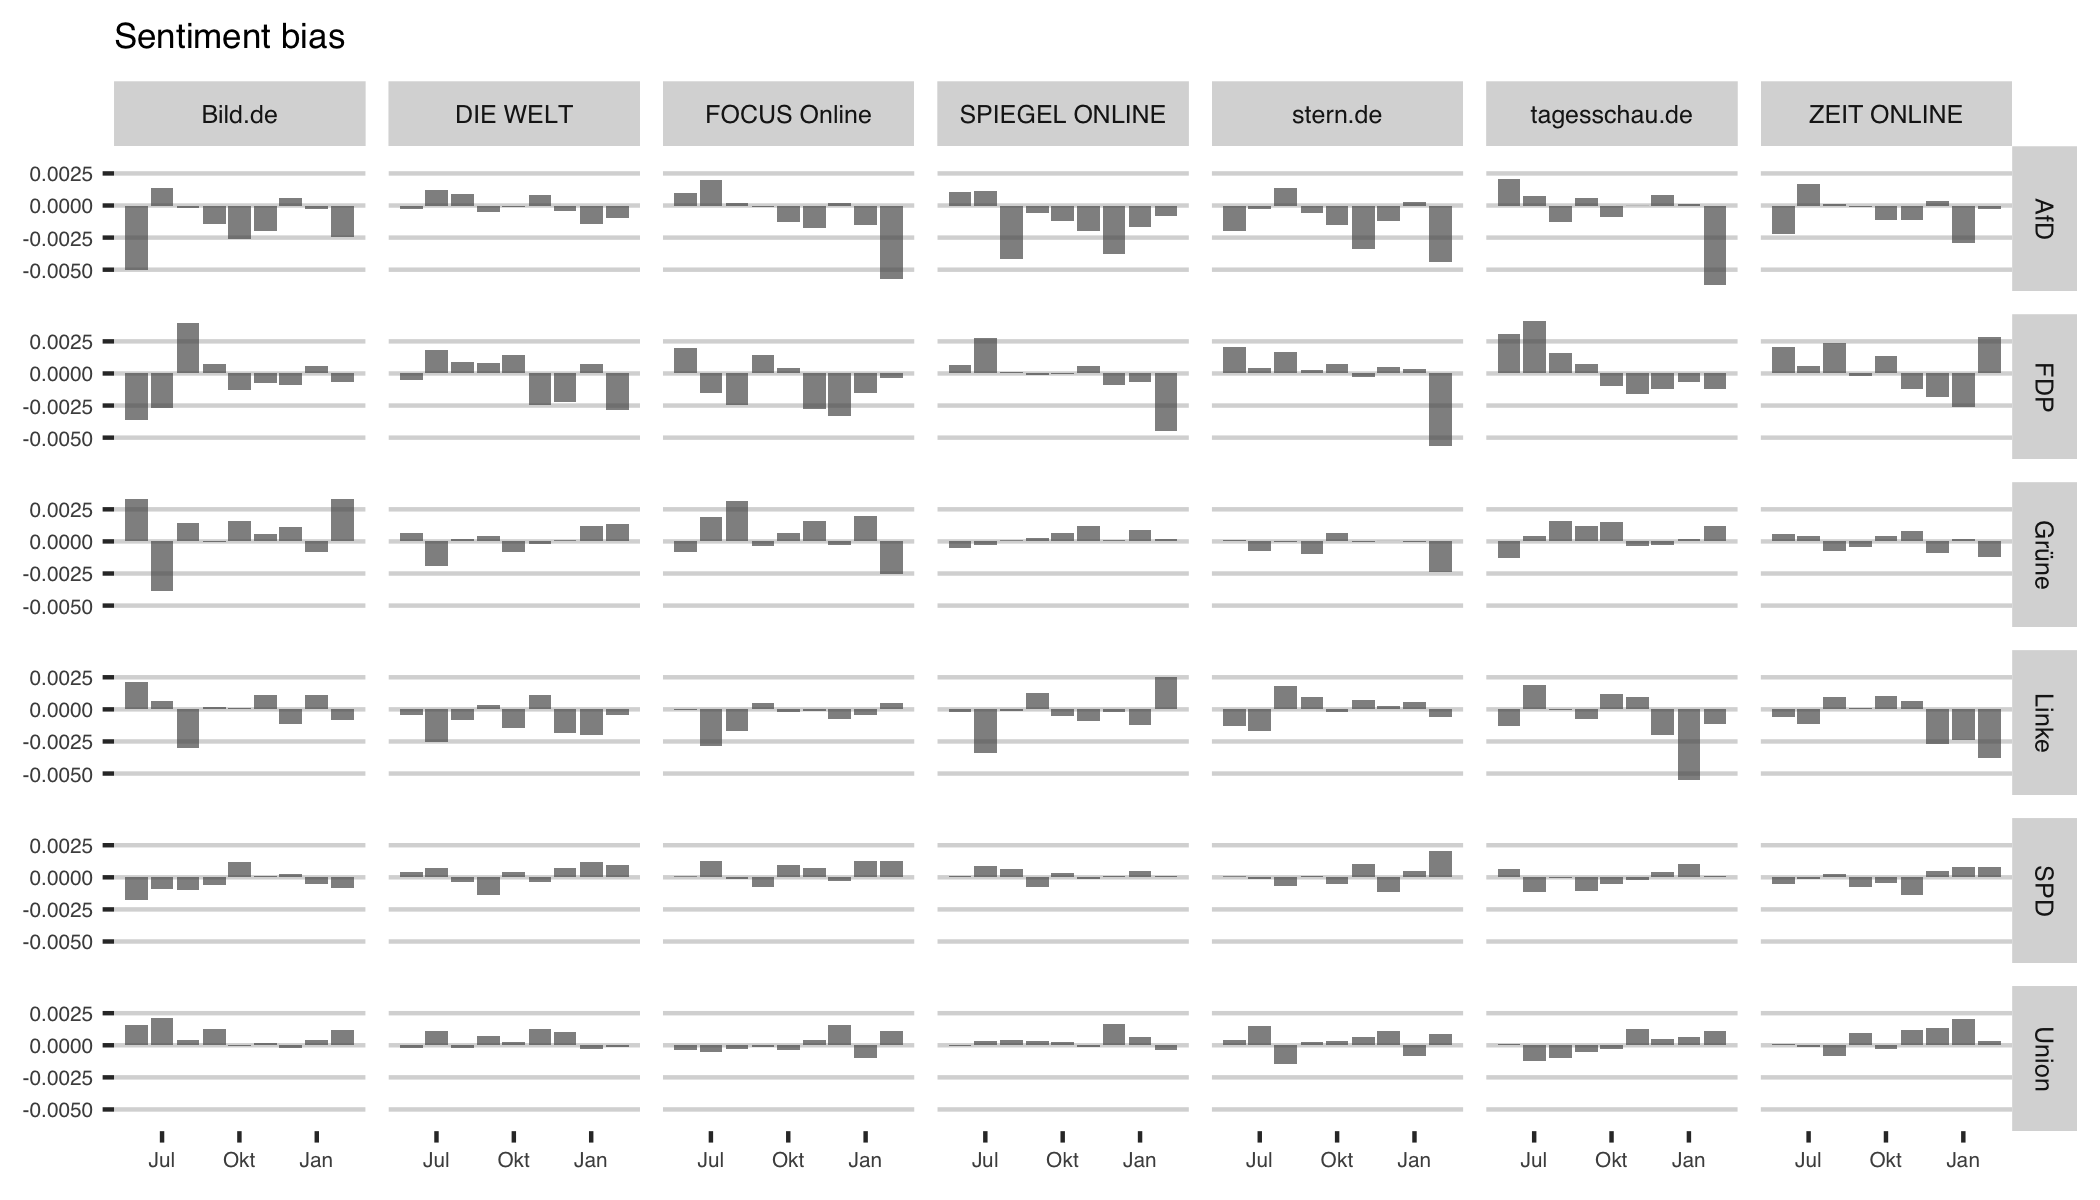 Sentiment bias
Bild.de DIE WELT FOCUS Online SPIEGEL ONLINE stern.de tagesschau.de ZEIT ONLINE
0.0025
0.0000
-0.0025
-0.0050
AfD
0.0025
0.0000
-0.0025
-0.0050
FDP
0.0025
0.0000
-0.0025
-0.0050
Grüne
0.0025
0.0000
-0.0025
-0.0050
Linke
0.0025
0.0000
-0.0025
-0.0050
SPD
0.0025
0.0000
-0.0025
-0.0050
Union
Jul Okt Jan Jul Okt Jan Jul Okt Jan Jul Okt Jan Jul Okt Jan Jul Okt Jan Jul Okt Jan